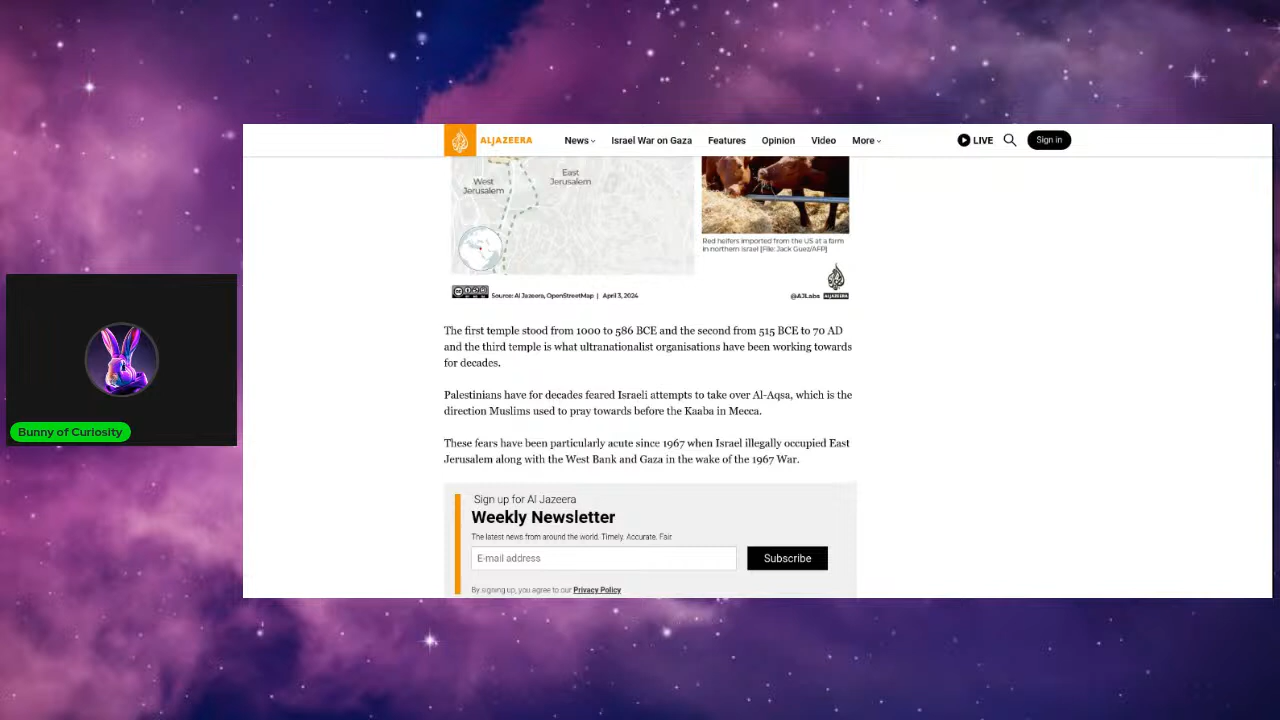 ALJAZEERA
News
Israel War on Gaza
Features
Opinion
Video
More
LIVE
Sign in
West
Jerusalem
East
Jerusalem
Red heifers imported from the US at a farm
in northern Israel [File: Jack Guez/AFP]
Source: Al Jazeera, OpenStreetMap | April 3, 2024
@AJLabs ALJAZEERA
The first temple stood from 1000 to 586 BCE and the second from 515 BCE to 70 AD
and the third temple is what ultranationalist organisations have been working towards
for decades.
Palestinians have for decades feared Israeli attempts to take over Al-Aqsa, which is the
direction Muslims used to pray towards before the Kaaba in Mecca.
These fears have been particularly acute since 1967 when Israel illegally occupied East
Jerusalem along with the West Bank and Gaza in the wake of the 1967 War.
Bunny of Curiosity
Sign up for Al Jazeera
Weekly Newsletter
The latest news from around the world. Timely. Accurate. Fair.
E-mail address
Subscribe
By signing up, you agree to our Privacy Policy